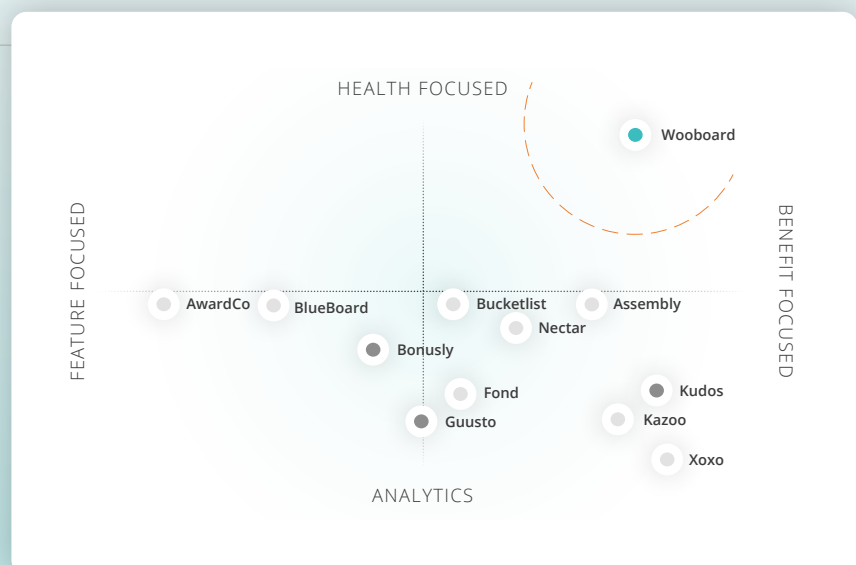 HEALTH FOCUSED
Wooboard
FEATURE FOCUSED
BENEFIT FOCUSED
AwardCo
BlueBoard
Bucketlist
Assembly
Nectar
Bonusly
Fond
Kudos
Guusto
Kazoo
Xoxo
ANALYTICS